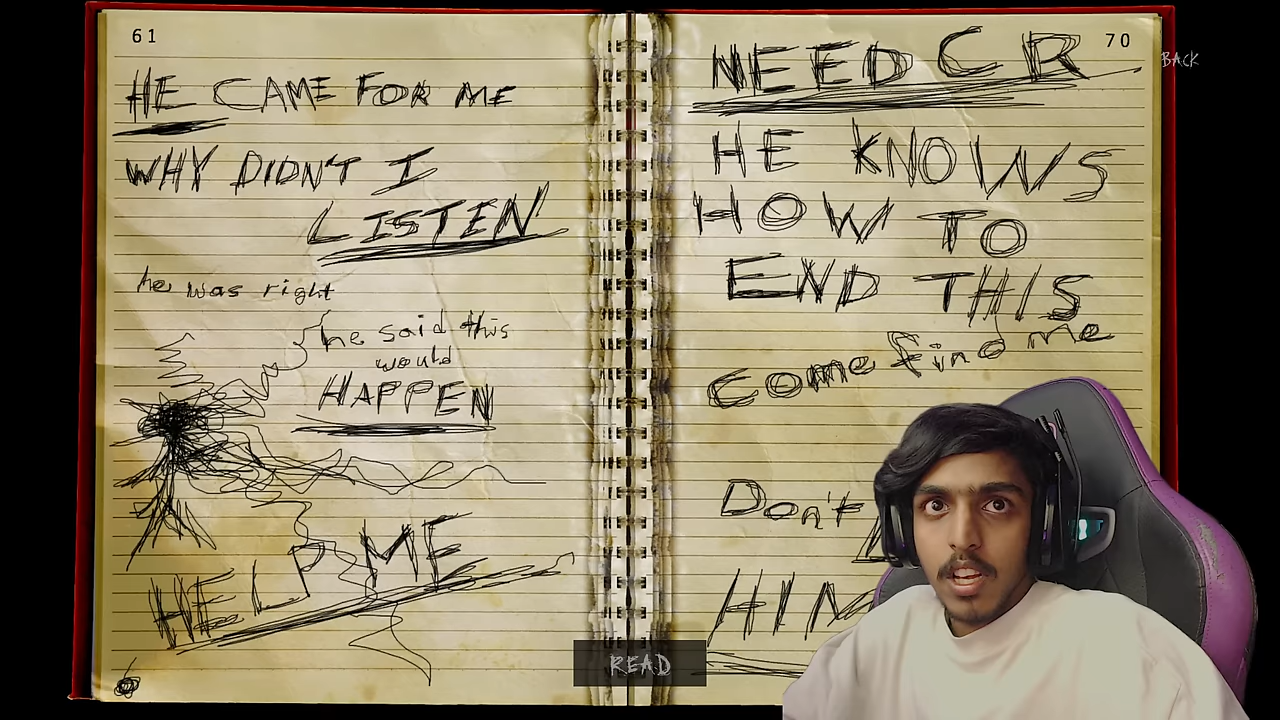 61
HE CAME FOR ME
WHY DIDN'T I
LISTEN
he was right
he said this
would
HAPPEN
HELP ME
70
NEED CR
HE KNOWS
HOW TO
END THIS
come find me
Don't
HIM
READ
BACK